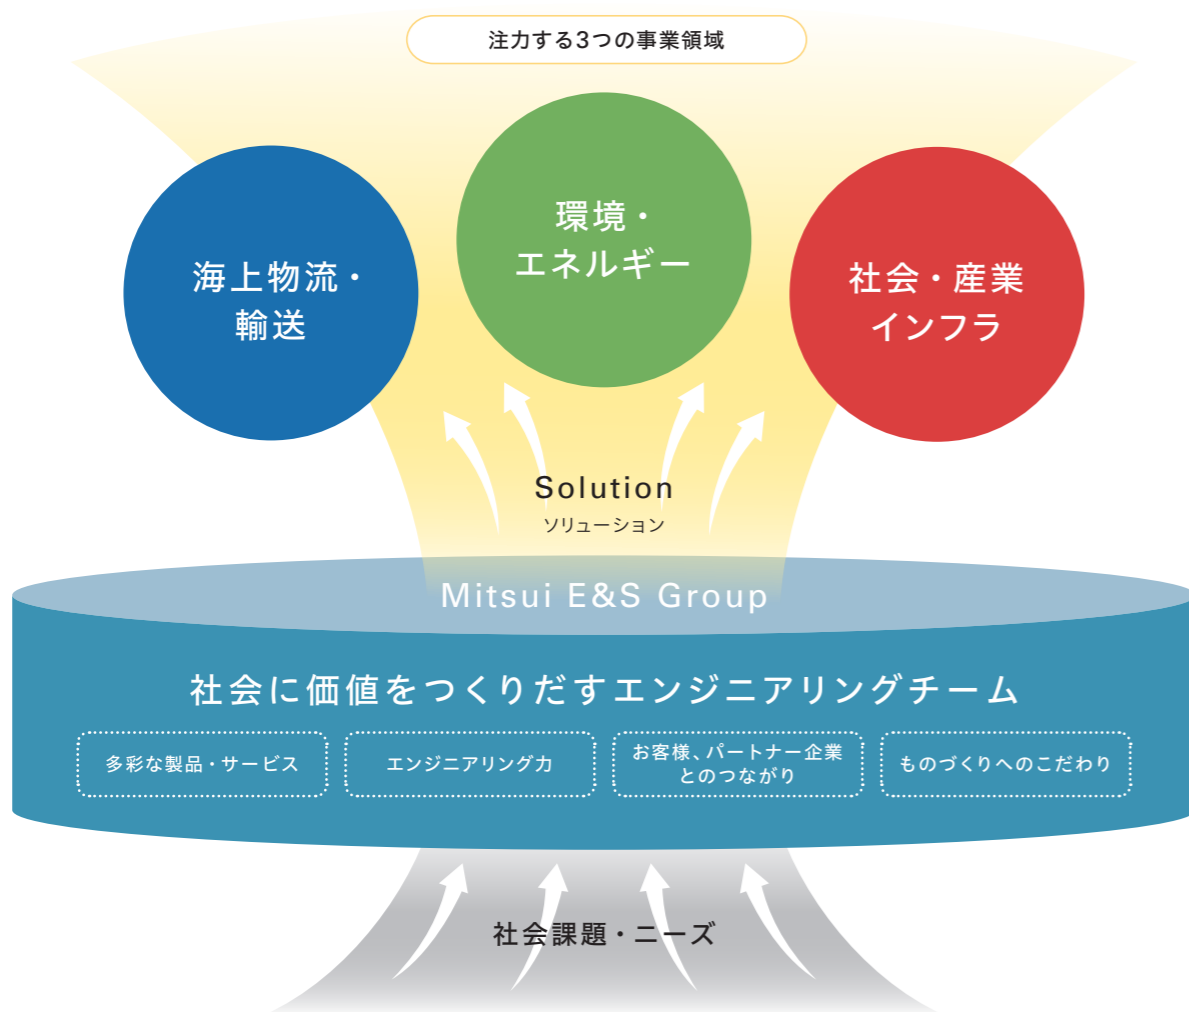 注力する3つの事業領域
海上物流・
輸送
環境・
エネルギー
社会・産業
インフラ
Solution
ソリューション
Mitsui E&S Group
社会に価値をつくりだすエンジニアリングチーム
多彩な製品・サービス
エンジニアリング力
お客様、パートナー企業
とのつながり
ものづくりへのこだわり
社会課題・ニーズ